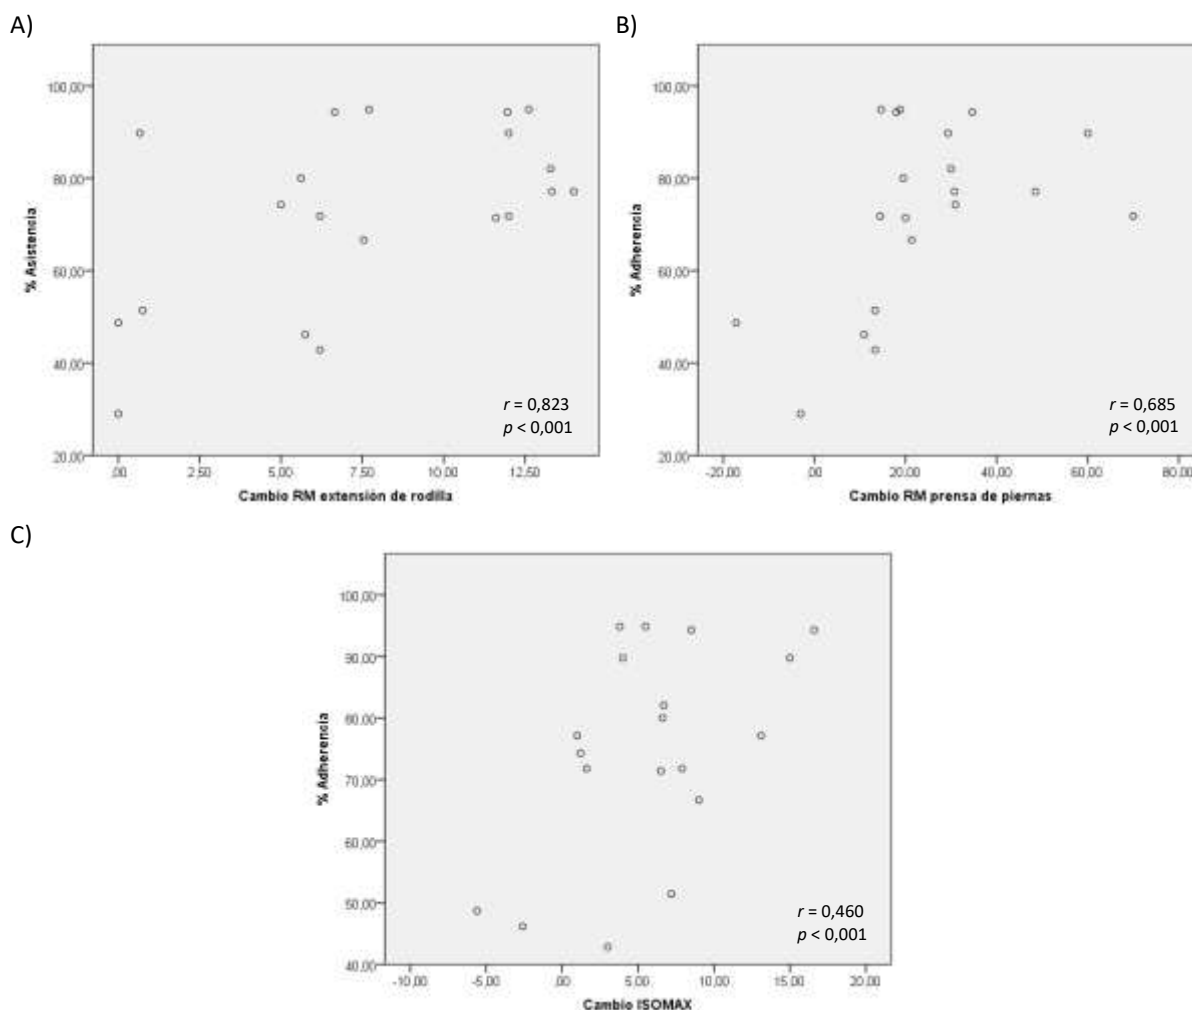 A)
100,00
80,00
60,00
40,00
20,00
% Asistencia
,00 2,50 5,00 7,50 10,00 12,50
Cambio RM extensión de rodilla
r = 0,823
p < 0,001
B)
100,00
80,00
60,00
40,00
20,00
% Adherencia
-20,00 ,00 20,00 40,00 60,00 80,00
Cambio RM prensa de piernas
r = 0,685
p < 0,001
C)
100,00
90,00
80,00
70,00
60,00
50,00
40,00
% Adherencia
-10,00 -5,00 ,00 5,00 10,00 15,00 20,00
Cambio ISOMAX
r = 0,460
p < 0,001